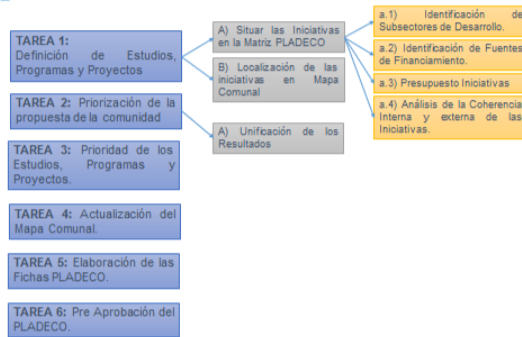 TAREA 1:
Definición de Estudios,
Programas y Proyectos
TAREA 2: Priorización de la
propuesta de la comunidad
TAREA 3: Prioridad de los
Estudios, Programas y
Proyectos.
TAREA 4: Actualización del
Mapa Comunal.
TAREA 5: Elaboración de las
Fichas PLADECO.
TAREA 6: Pre Aprobación del
PLADECO.
A) Situar las Iniciativas
en la Matriz PLADECO
B) Localización de las
iniciativas en Mapa
Comunal
A) Unificación de los
Resultados
a.1) Identificación de
Subsectores de Desarrollo.
a.2) Identificación de Fuentes
de Financiamiento.
a.3) Presupuesto Iniciativas
a.4) Análisis de la Coherencia
Interna y externa de las
Iniciativas.